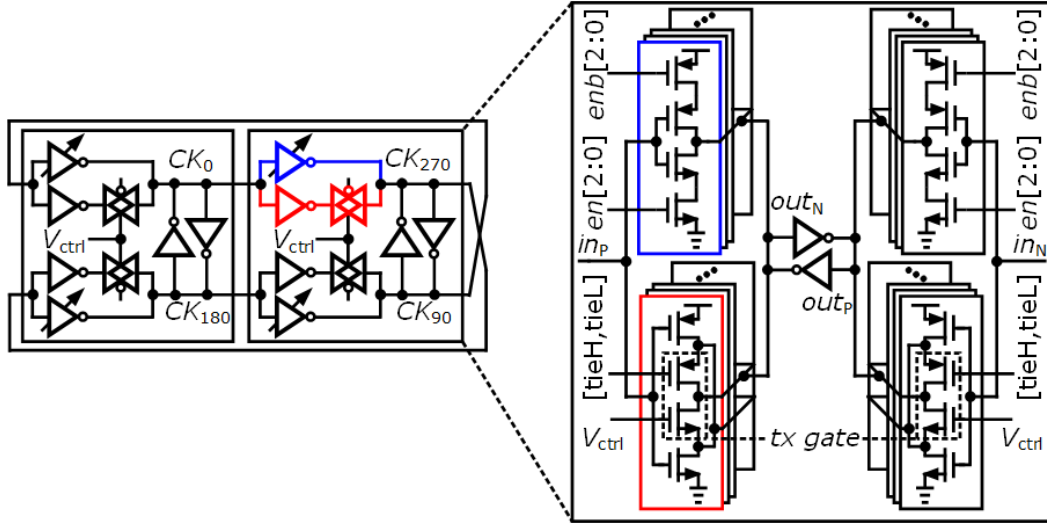 CK0
CK270
Vctrl
Vctrl
CK180
CK90
enb[2:0]
en[2:0]
inP
[tieH,tieL]
Vctrl
outN
outP
tx gate
enb[2:0]
en[2:0]
inN
[tieH,tieL]
Vctrl